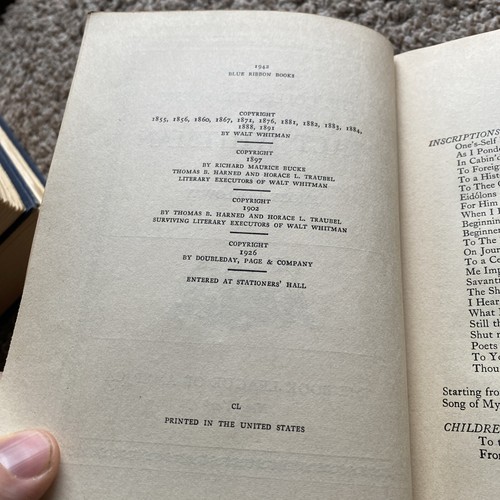 1942
BLUE RIBBON BOOKS
COPYRIGHT
1855, 1856, 1860, 1867, 1871, 1876, 1881, 1882, 1883, 1884,
1888, 1891
BY WALT WHITMAN
COPYRIGHT
1897
BY RICHARD MAURICE BUCKE
THOMAS B. HARNED AND HORACE L. TRAUBEL
LITERARY EXECUTORS OF WALT WHITMAN
COPYRIGHT
1902
BY THOMAS B. HARNED AND HORACE L. TRAUBEL
SURVIVING LITERARY EXECUTORS OF WALT WHITMAN
COPYRIGHT
1926
BY DOUBLEDAY, PAGE & COMPANY
ENTERED AT STATIONERS' HALL
CL
PRINTED IN THE UNITED STATES
INSCRIPTIONS
One's-Self
As I Ponde
In Cabin'd
To Foreig
To a Hist
To Thee
Eidólons
For Him
When I
Beginnin
Beginner
To The
On Jour
To a Ce
Me Imp
Savanti
The Sh
I Hear
What
Still th
Shut n
Poets
To Yo
Thou
Starting fro
Song of My
CHILDRE
To t
Fro